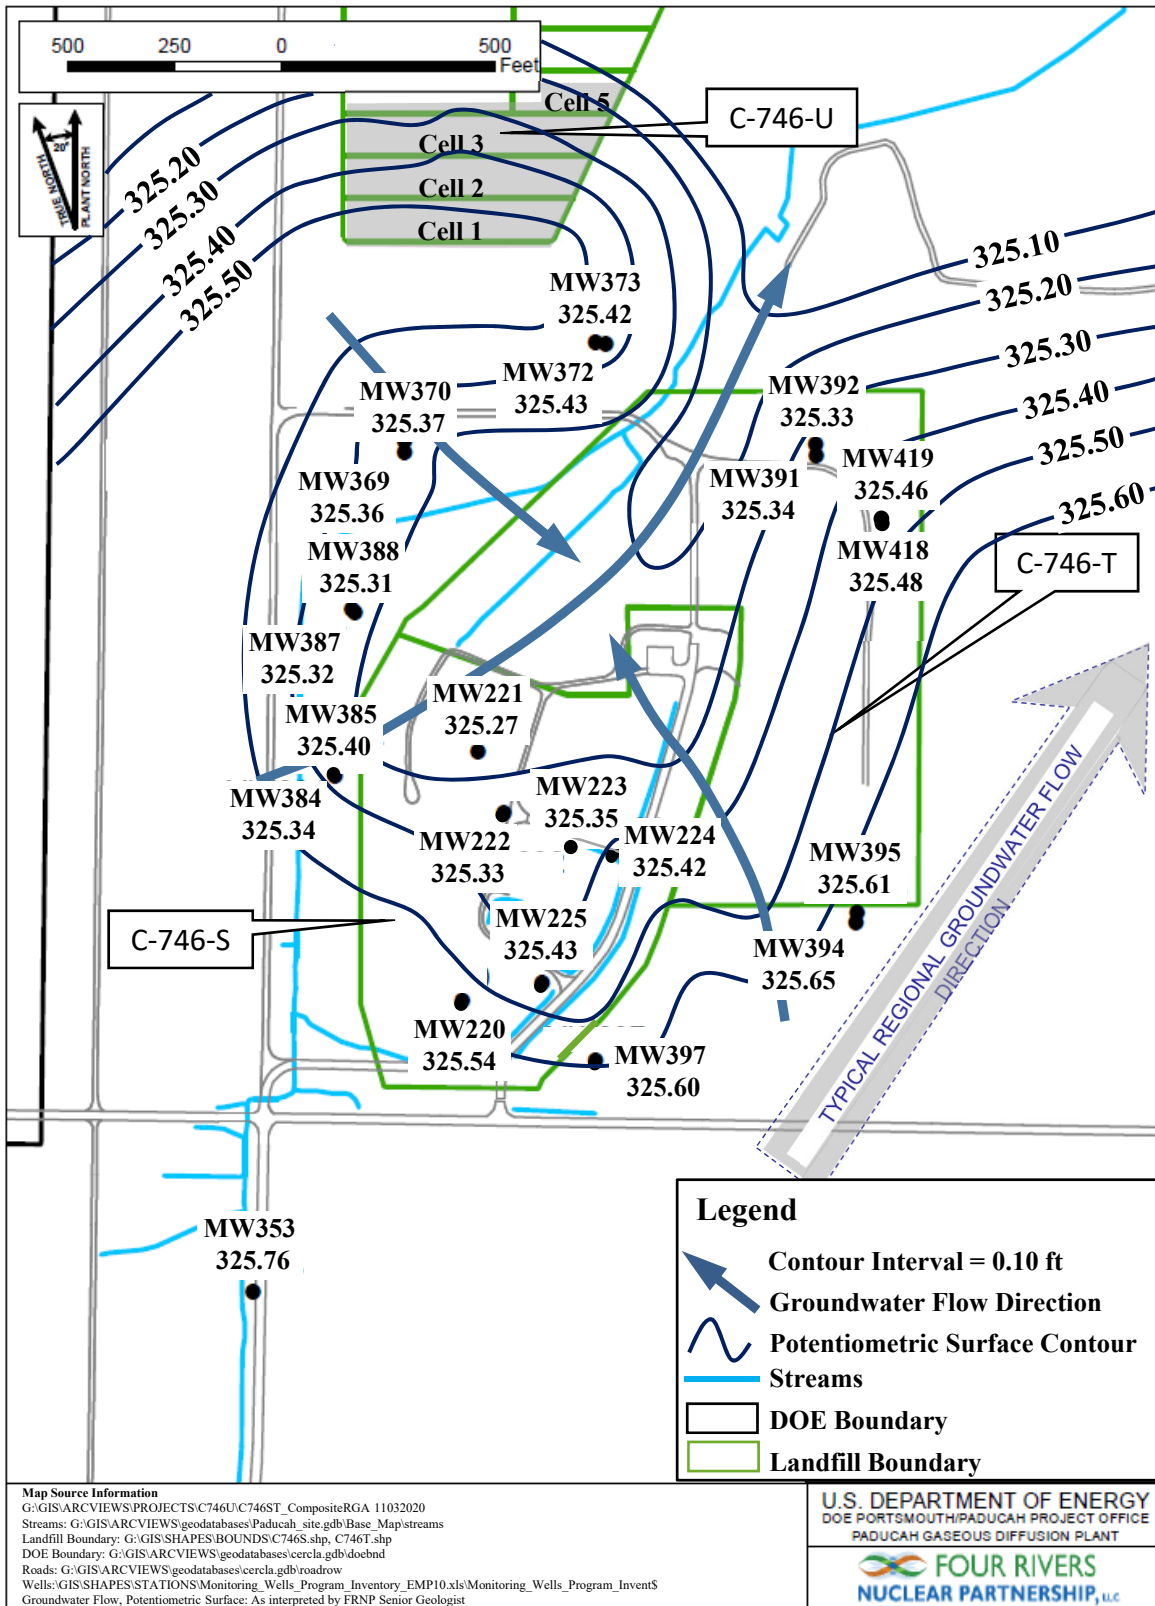 500 250 0 500
Feet
20°
TRUE NORTH
PLANT NORTH
Cell 5
Cell 3
Cell 2
Cell 1
C-746-U
325.20
325.30
325.40
325.50
325.10
325.20
325.30
325.40
325.50
325.60
MW373
325.42
MW372
325.43
MW370
325.37
MW392
325.33
MW369
325.36
MW391
325.34
MW419
325.46
MW388
325.31
MW418
325.48
C-746-T
MW387
325.32
MW221
325.27
MW385
325.40
MW384
325.34
MW223
325.35
MW222
325.33
MW224
325.42
MW395
325.61
MW225
325.43
C-746-S
MW394
325.65
MW220
325.54
MW397
325.60
TYPICAL REGIONAL GROUNDWATER FLOW
DIRECTION
MW353
325.76
Legend
Contour Interval = 0.10 ft
Groundwater Flow Direction
Potentiometric Surface Contour
Streams
DOE Boundary
Landfill Boundary
Map Source Information
G:\GIS\ARCVIEWS\PROJECTS\C746U\C746ST_CompositeRGA 11032020
Streams: G:\GIS\ARCVIEWS\geodatabases\Paducah_site.gdb\Base_Map\streams
Landfill Boundary: G:\GIS\SHAPES\BOUNDS\C746S.shp, C746T.shp
DOE Boundary: G:\GIS\ARCVIEWS\geodatabases\cercla.gdb\doebnd
Roads: G:\GIS\ARCVIEWS\geodatabases\cercla.gdb\roadrow
Wells:\GIS\SHAPES\STATIONS\Monitoring_Wells_Program_Inventory_EMP10.xls\Monitoring_Wells_Program_Invent$
Groundwater Flow, Potentiometric Surface: As interpreted by FRNP Senior Geologist
U.S. DEPARTMENT OF ENERGY
DOE PORTSMOUTH/PADUCAH PROJECT OFFICE
PADUCAH GASEOUS DIFFUSION PLANT
FOUR RIVERS
NUCLEAR PARTNERSHIP, LLC